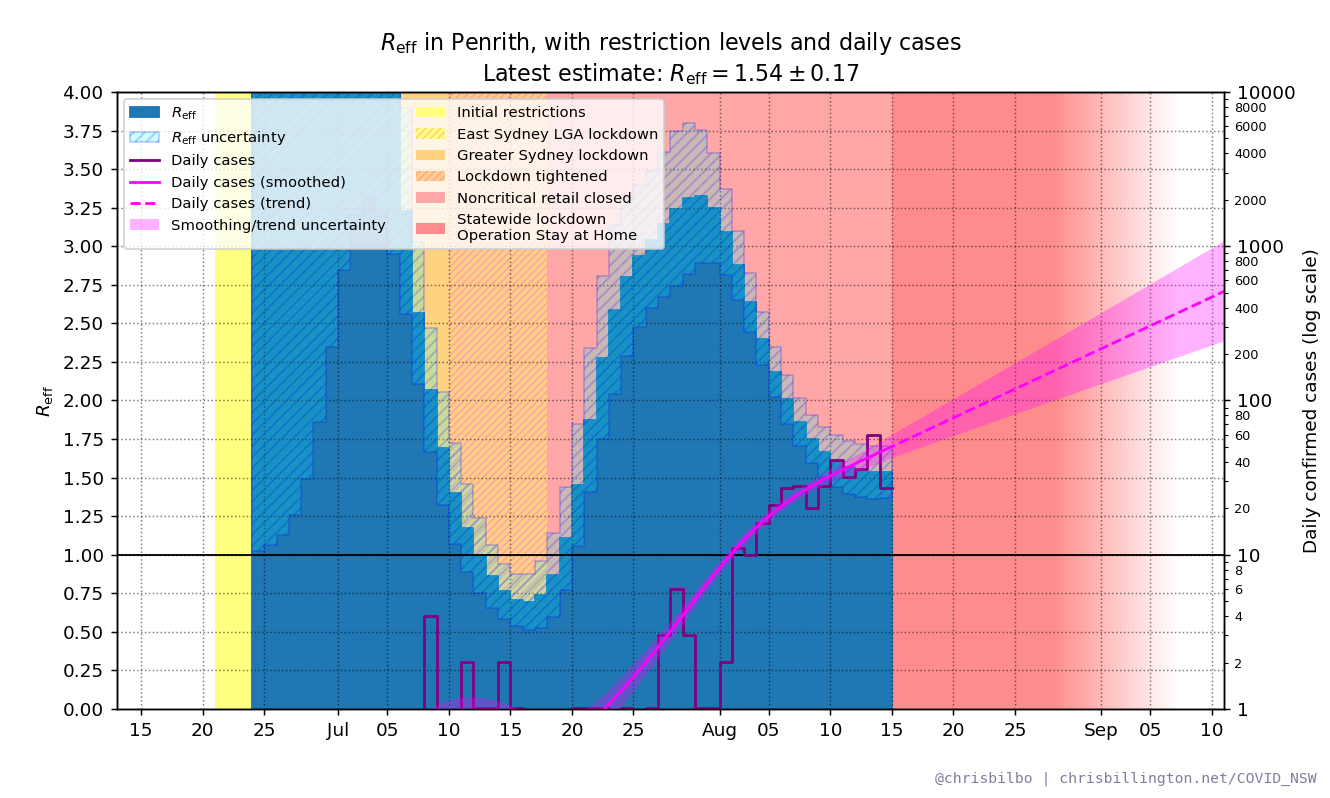 Reff in Penrith, with restriction levels and daily cases
Latest estimate: Reff = 1.54 ± 0.17
Reff
Reff uncertainty
Daily cases
Daily cases (smoothed)
Daily cases (trend)
Smoothing/trend uncertainty
Initial restrictions
East Sydney LGA lockdown
Greater Sydney lockdown
Lockdown tightened
Noncritical retail closed
Statewide lockdown
Operation Stay at Home
Reff
4.00
3.75
3.50
3.25
3.00
2.75
2.50
2.25
2.00
1.75
1.50
1.25
1.00
0.75
0.50
0.25
0.00
10000
8000
6000
4000
2000
1000
800
600
400
200
100
80
60
40
20
10
8
6
4
2
1
Daily confirmed cases (log scale)
15 20 25 Jul 05 10 15 20 25 Aug 05 10 15 20 25 Sep 05 10
@chrisbilbo | chrisbillington.net/COVID_NSW